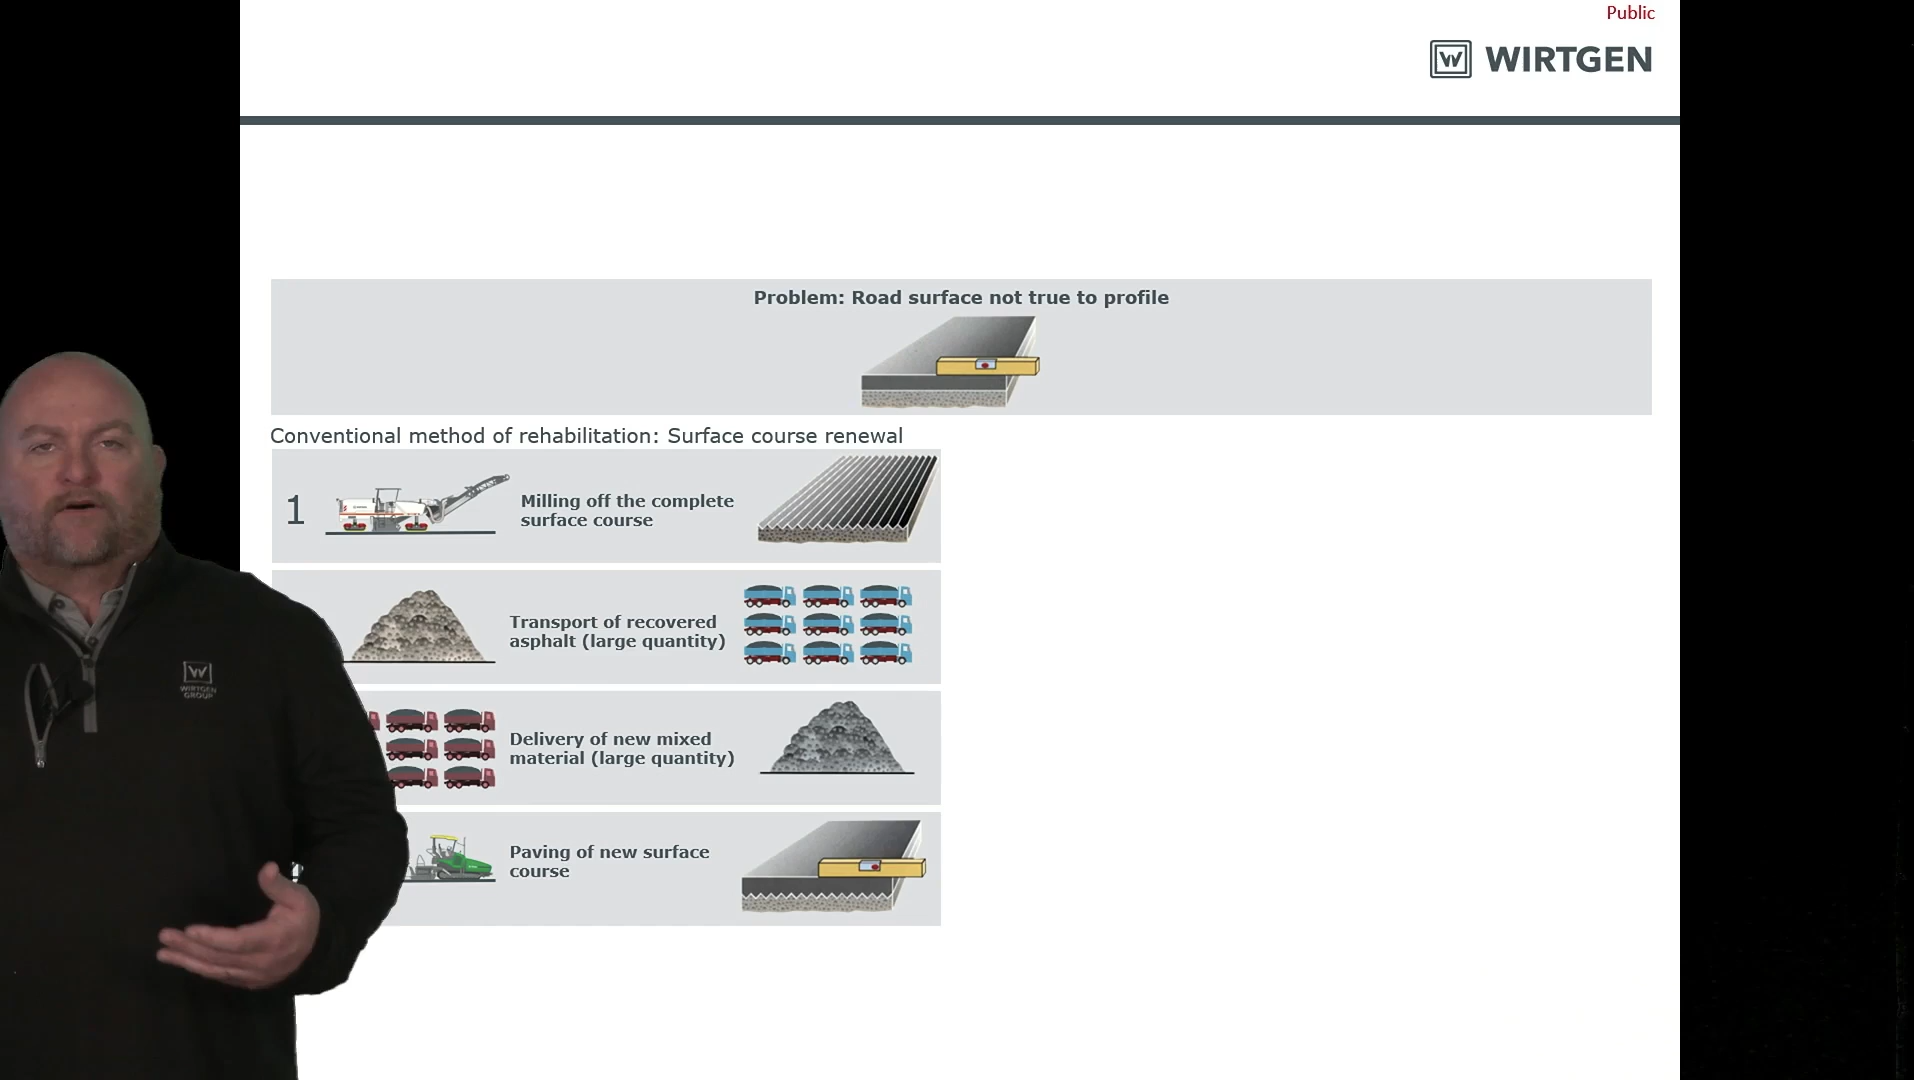 Public
WIRTGEN
Problem: Road surface not true to profile
Conventional method of rehabilitation: Surface course renewal
1
Milling off the complete
surface course
Transport of recovered
asphalt (large quantity)
Delivery of new mixed
material (large quantity)
Paving of new surface
course
WIRTGEN
GROUP